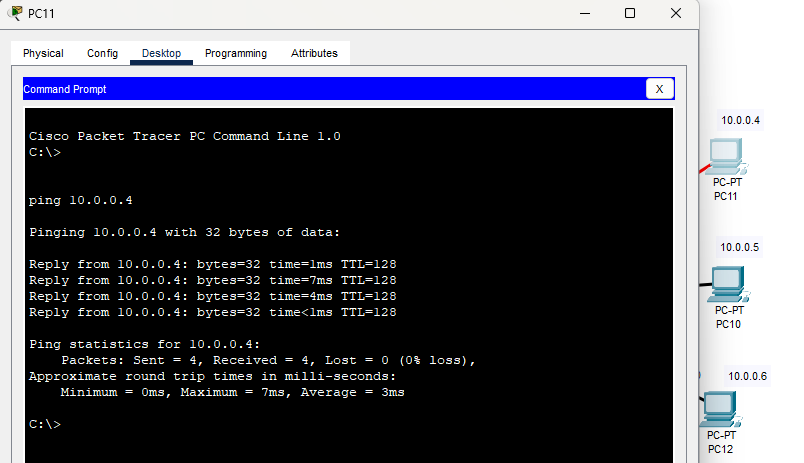 PC11
Physical Config Desktop Programming Attributes
Command Prompt
X
Cisco Packet Tracer PC Command Line 1.0
C:\>
ping 10.0.0.4
Pinging 10.0.0.4 with 32 bytes of data:
Reply from 10.0.0.4: bytes=32 time=1ms TTL=128
Reply from 10.0.0.4: bytes=32 time=7ms TTL=128
Reply from 10.0.0.4: bytes=32 time=4ms TTL=128
Reply from 10.0.0.4: bytes=32 time<1ms TTL=128
Ping statistics for 10.0.0.4:
Packets: Sent = 4, Received = 4, Lost = 0 (0% loss),
Approximate round trip times in milli-seconds:
Minimum = 0ms, Maximum = 7ms, Average = 3ms
C:\>
10.0.0.4
PC-PT
PC11
10.0.0.5
PC-PT
PC10
10.0.0.6
PC-PT
PC12